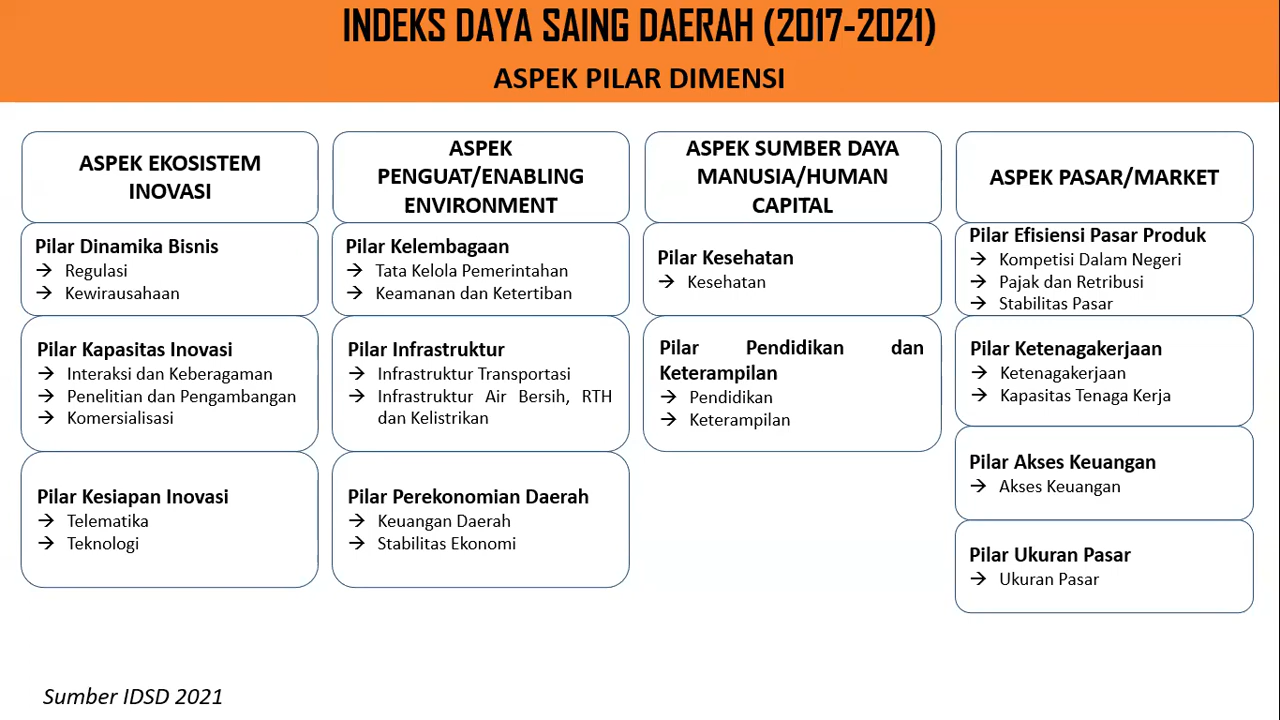 INDEKS DAYA SAING DAERAH (2017-2021)
ASPEK PILAR DIMENSI
ASPEK EKOSISTEM
INOVASI
Pilar Dinamika Bisnis
→ Regulasi
→ Kewirausahaan
Pilar Kapasitas Inovasi
→ Interaksi dan Keberagaman
→ Penelitian dan Pengambangan
→ Komersialisasi
Pilar Kesiapan Inovasi
→ Telematika
→ Teknologi
ASPEK
PENGUAT/ENABLING
ENVIRONMENT
Pilar Kelembagaan
→ Tata Kelola Pemerintahan
→ Keamanan dan Ketertiban
Pilar Infrastruktur
→ Infrastruktur Transportasi
→ Infrastruktur Air Bersih, RTH
dan Kelistrikan
Pilar Perekonomian Daerah
→ Keuangan Daerah
→ Stabilitas Ekonomi
ASPEK SUMBER DAYA
MANUSIA/HUMAN
CAPITAL
Pilar Kesehatan
→ Kesehatan
Pilar Pendidikan dan
Keterampilan
→ Pendidikan
→ Keterampilan
ASPEK PASAR/MARKET
Pilar Efisiensi Pasar Produk
→ Kompetisi Dalam Negeri
→ Pajak dan Retribusi
→ Stabilitas Pasar
Pilar Ketenagakerjaan
→ Ketenagakerjaan
→ Kapasitas Tenaga Kerja
Pilar Akses Keuangan
→ Akses Keuangan
Pilar Ukuran Pasar
→ Ukuran Pasar
Sumber IDSD 2021